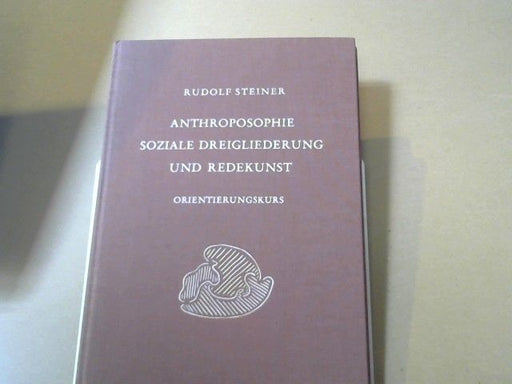 RUDOLF STEINER
ANTHROPOSOPHIE
SOZIALE DREIGLIEDERUNG
UND REDEKUNST
ORIENTIERUNGSKURS